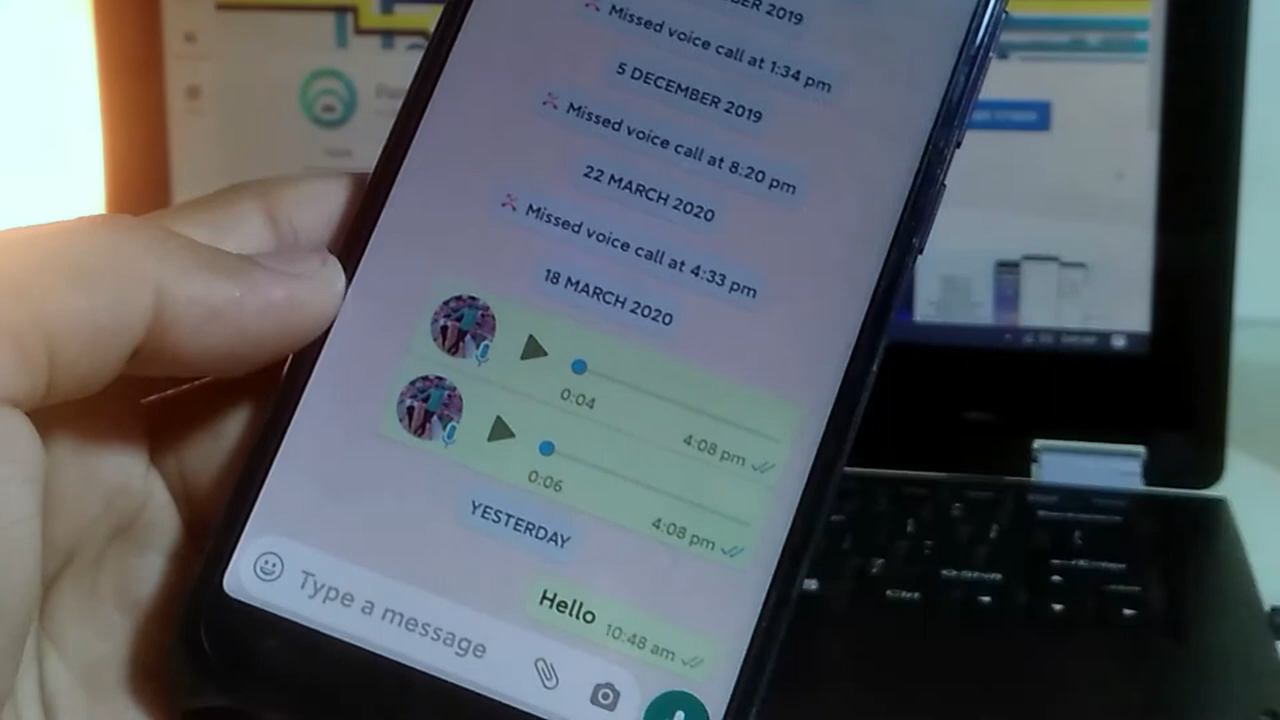 BER 2019
Missed voice call at 1:34 pm
5 DECEMBER 2019
Missed voice call at 8:20 pm
22 MARCH 2020
Missed voice call at 4:33 pm
18 MARCH 2020
0:04
4:08 pm
0:06
4:08 pm
YESTERDAY
Hello 10:48 am
Type a message